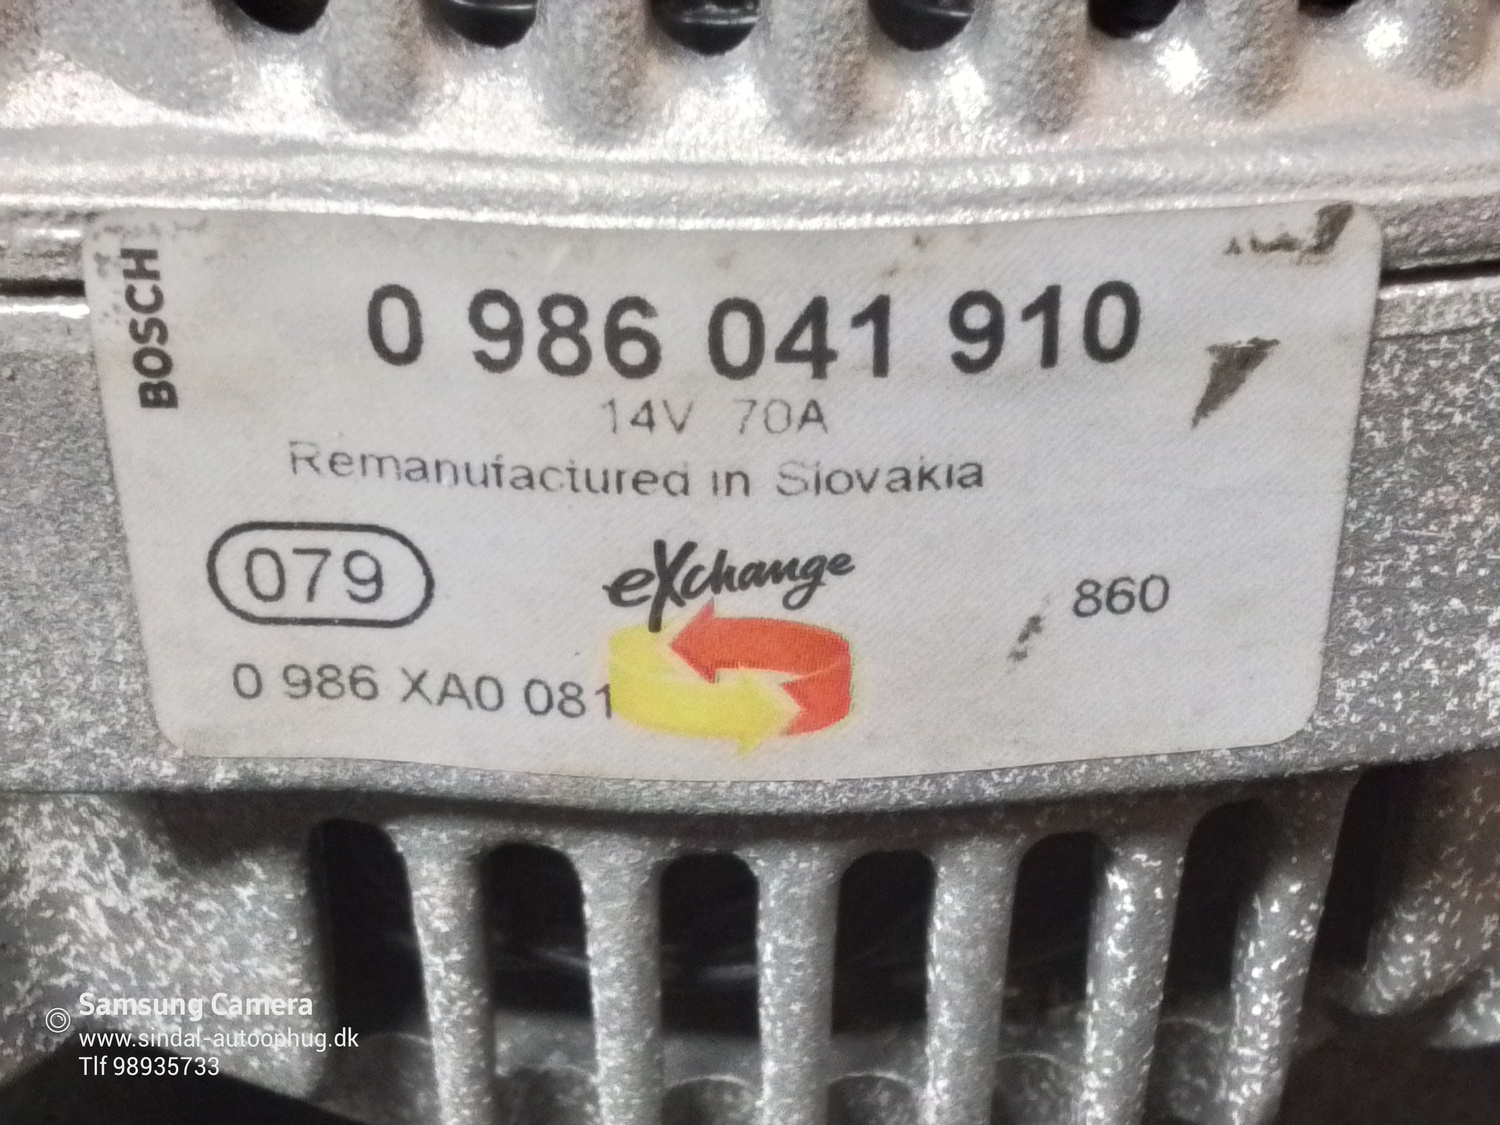 BOSCH
0 986 041 910
14V 70A
Remanufactured in Slovakia
079
eXchange
860
0 986 XA0 081
Samsung Camera
www.sindal-autoophug.dk
Tlf 98935733